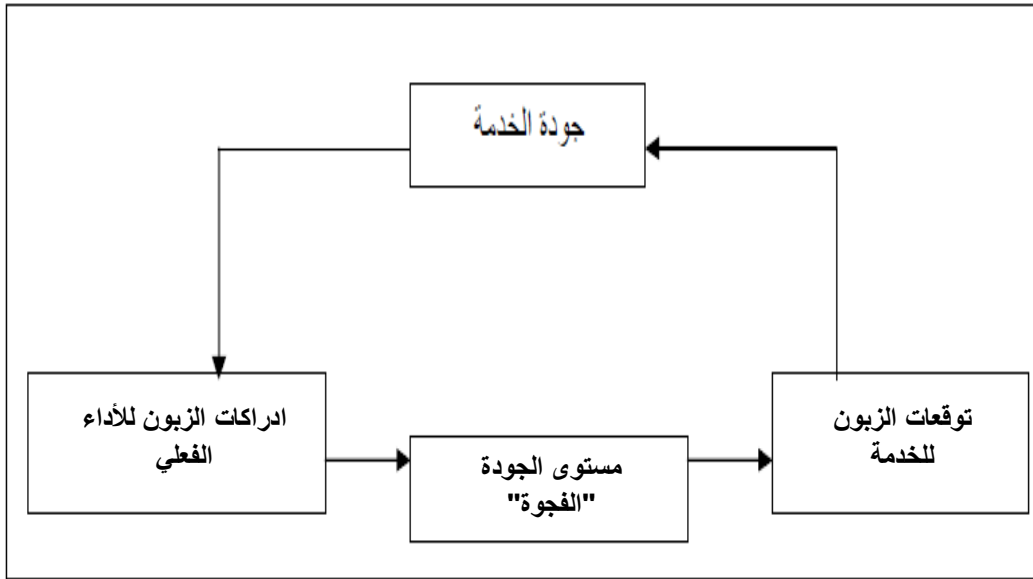 جودة الخدمة
توقعات الزبون
للخدمة
مستوى الجودة
"الفجوة"
ادراكات الزبون للأداء
الفعلي